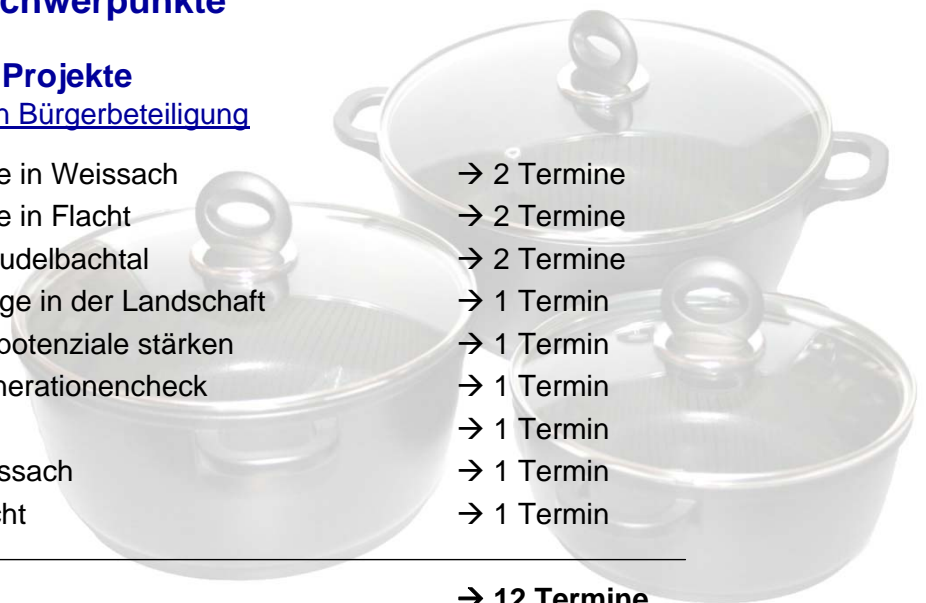 chwerpunkte
Projekte
n Bürgerbeteiligung
e in Weissach → 2 Termine
e in Flacht → 2 Termine
udelbachtal → 2 Termine
ge in der Landschaft → 1 Termin
potenziale stärken → 1 Termin
nerationencheck → 1 Termin
→ 1 Termin
ssach → 1 Termin
cht → 1 Termin
→ 12 Termine